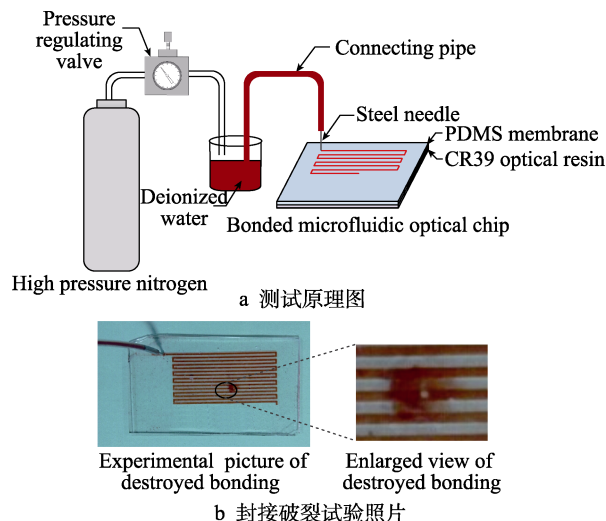 Pressure
regulating
valve
Connecting pipe
Steel needle
PDMS membrane
CR39 optical resin
Deionized
water
Bonded microfluidic optical chip
High pressure nitrogen
a 测试原理图
Experimental picture of
destroyed bonding
Enlarged view of
destroyed bonding
b 封接破裂试验照片